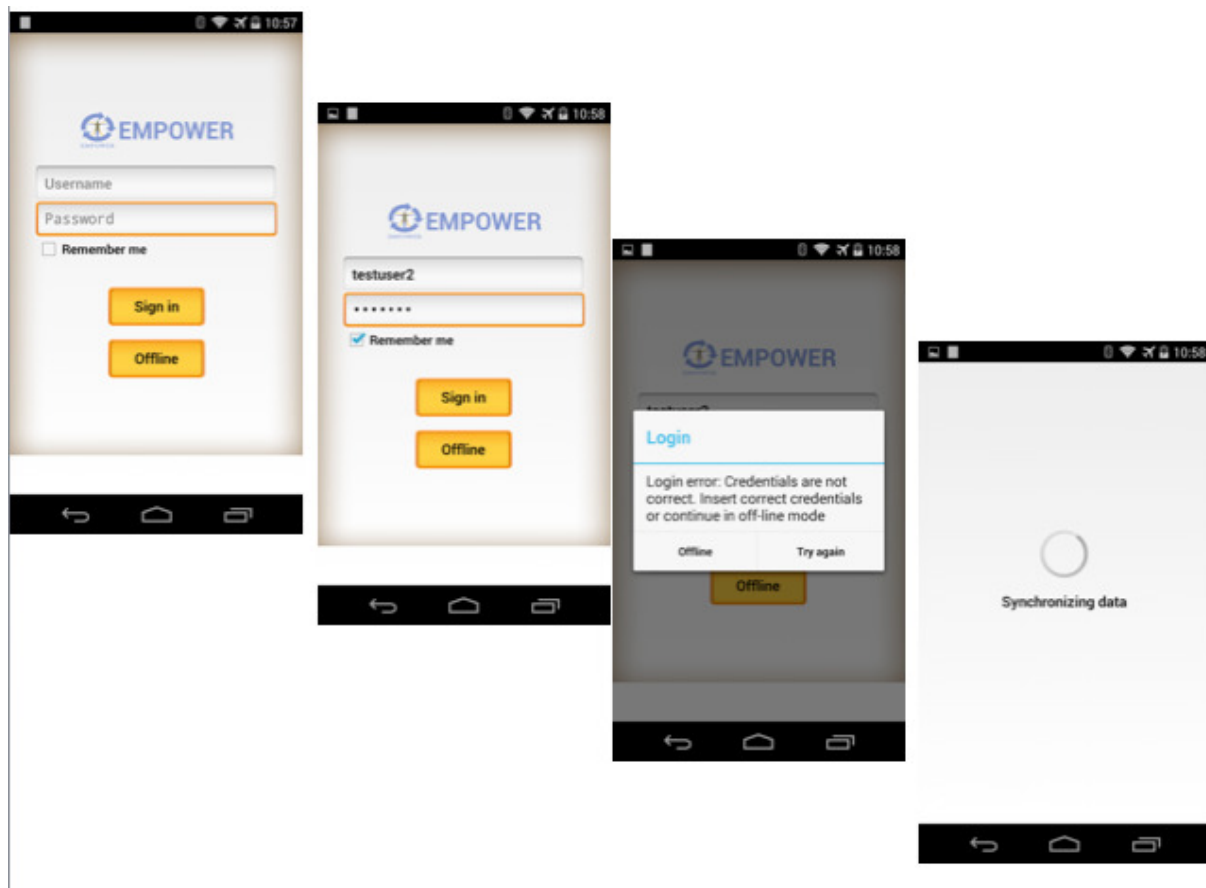 10:57
EMPOWER
Username
Password
Remember me
Sign in
Offline
10:58
EMPOWER
testuser2
•••••••
Remember me
Sign in
Offline
10:58
EMPOWER
Login
Login error: Credentials are not
correct. Insert correct credentials
or continue in off-line mode
Offline Try again
Offline
10:58
Synchronizing data